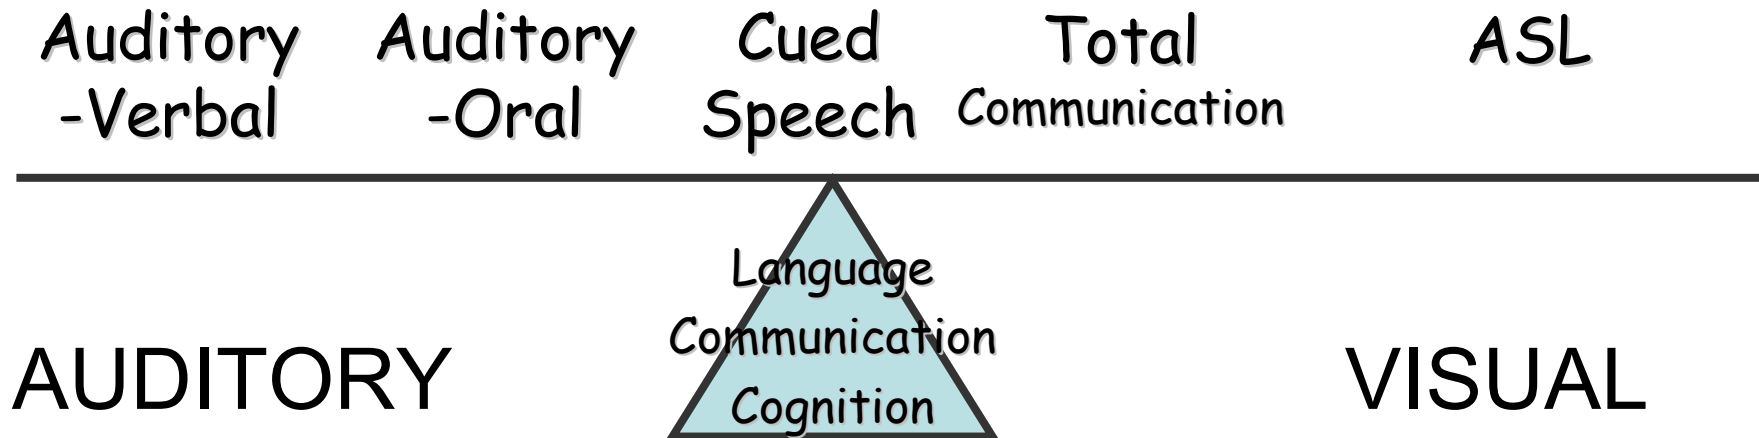 Auditory
-Verbal
Auditory
-Oral
Cued
Speech
Total
Communication
ASL
Language
Communication
Cognition
AUDITORY
VISUAL